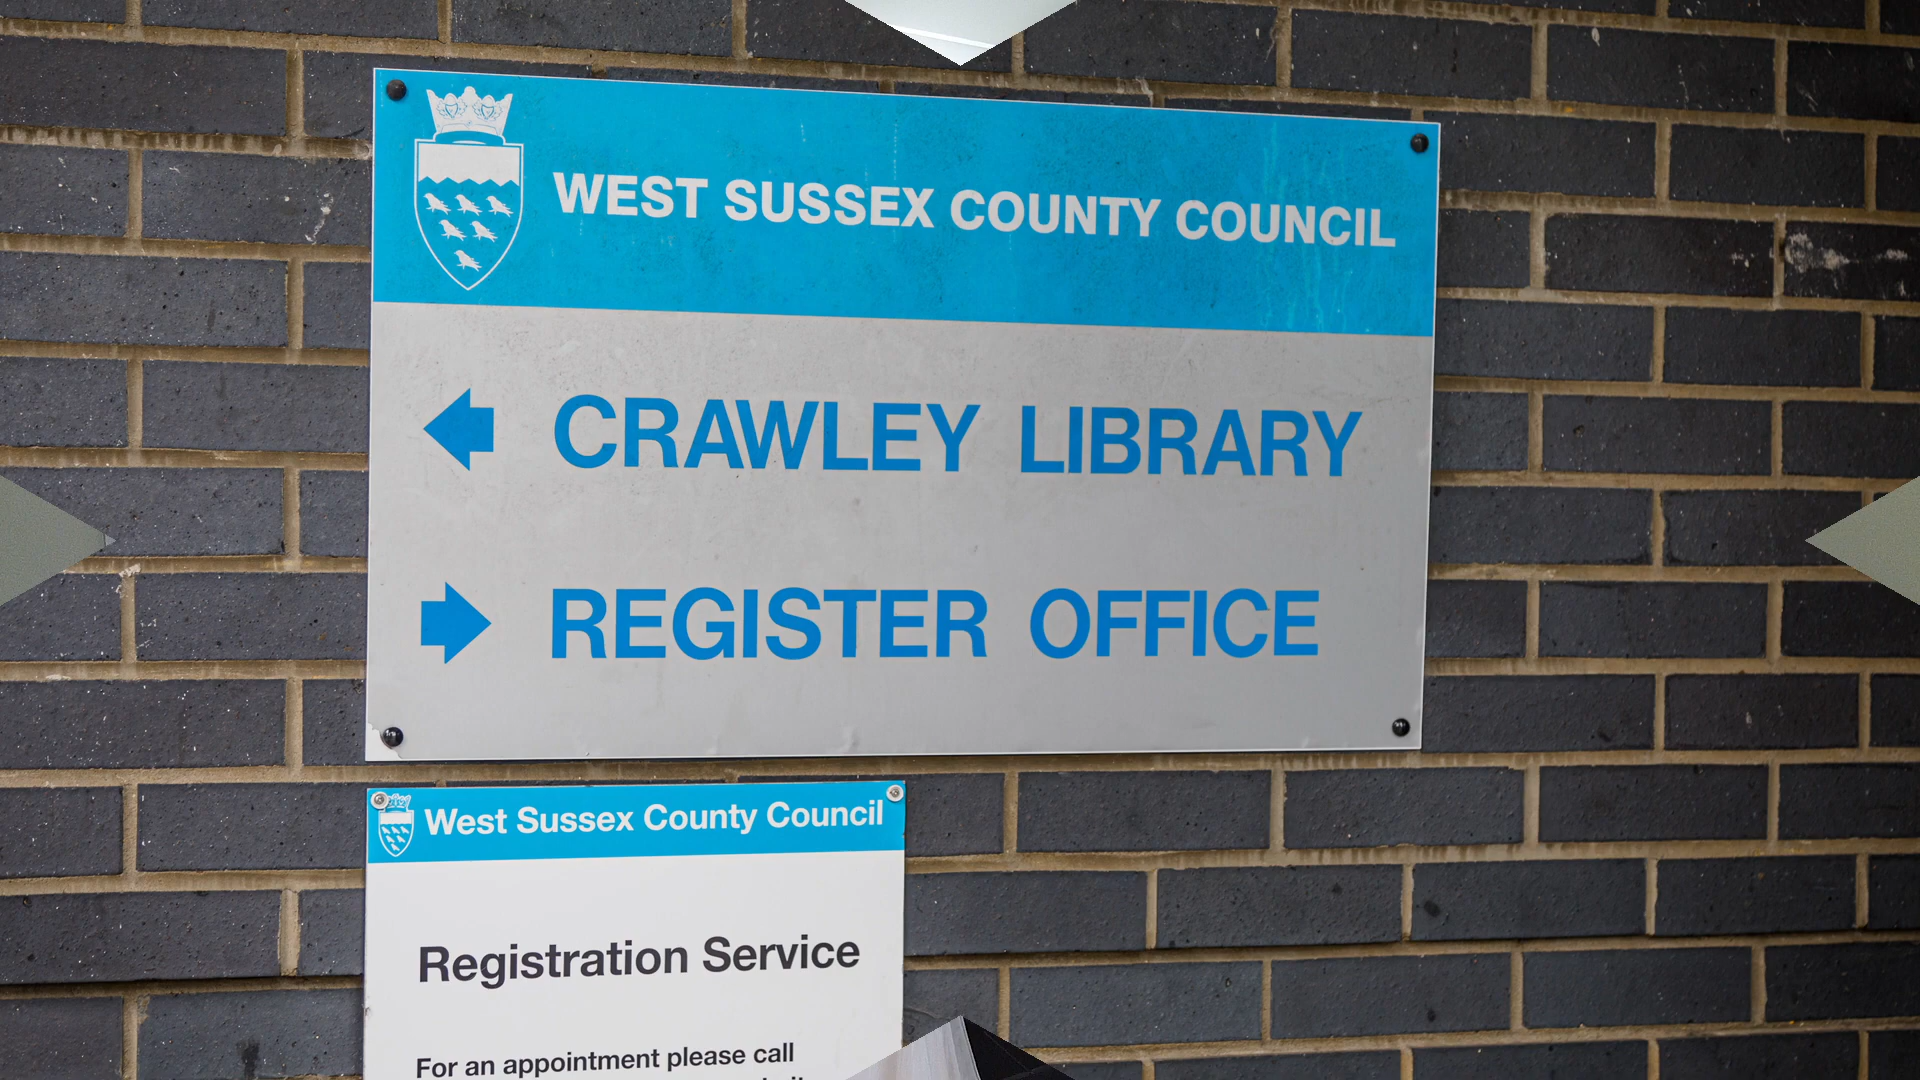 WEST SUSSEX COUNTY COUNCIL
CRAWLEY LIBRARY
REGISTER OFFICE
West Sussex County Council
Registration Service
For an appointment please call